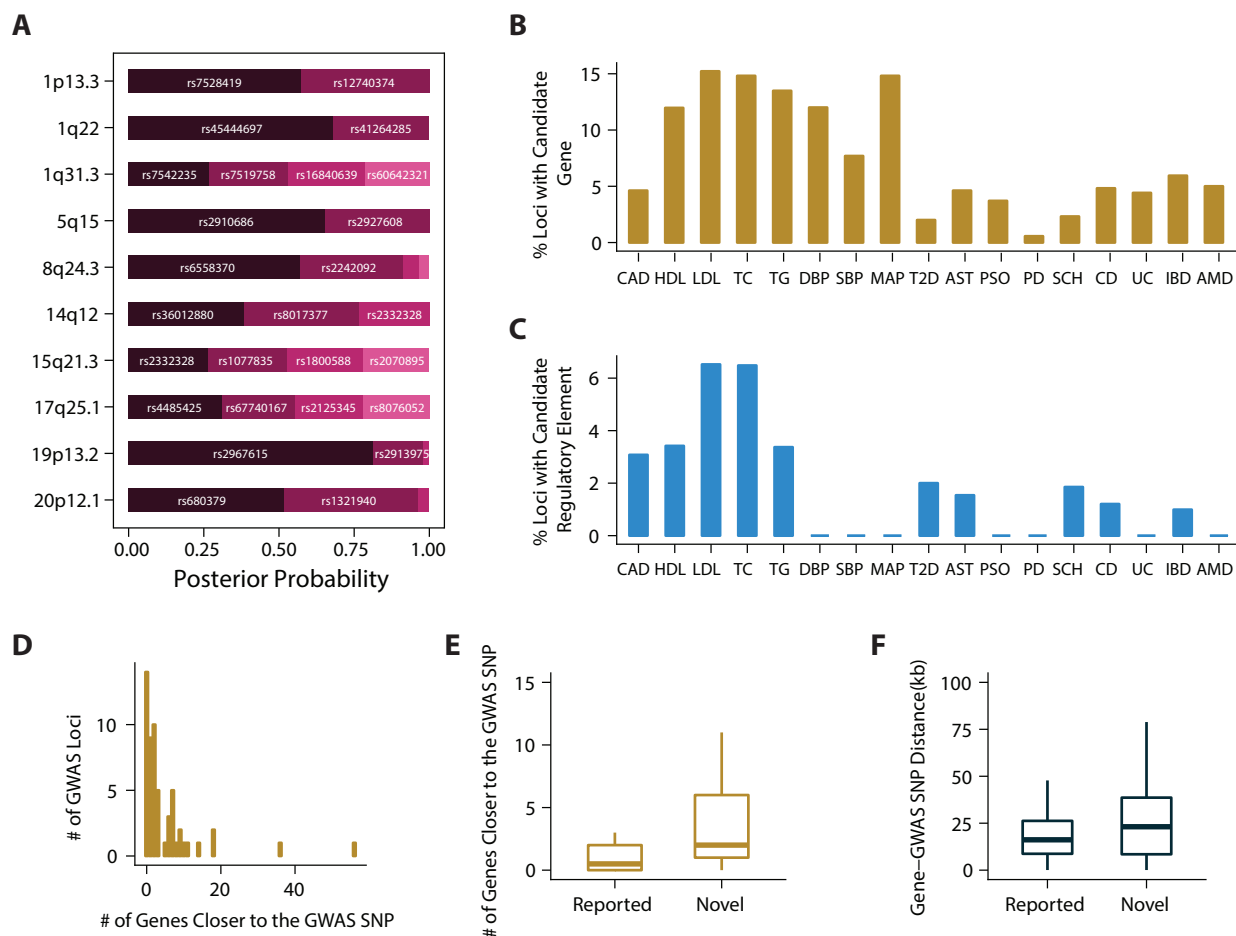 A
1p13.3
rs7528419 rs12740374
1q22
rs45444697 rs41264285
1q31.3
rs7542235 rs7519758 rs16840639 rs60642321
5q15
rs2910686 rs2927608
8q24.3
rs6558370 rs2242092
14q12
rs36012880 rs8017377 rs2332328
15q21.3
rs2332328 rs1077835 rs1800588 rs2070895
17q25.1
rs4485425 rs67740167 rs2125345 rs8076052
19p13.2
rs2967615 rs2913975
20p12.1
rs680379 rs1321940
0.00 0.25 0.50 0.75 1.00
Posterior Probability
B
% Loci with Candidate
Gene
15
10
5
0
CAD HDL LDL TC TG DBP SBP MAP T2D AST PSO PD SCH CD UC IBD AMD
C
% Loci with Candidate
Regulatory Element
6
4
2
0
CAD HDL LDL TC TG DBP SBP MAP T2D AST PSO PD SCH CD UC IBD AMD
D
# of GWAS Loci
10
5
0
0 20 40
# of Genes Closer to the GWAS SNP
E
# of Genes Closer to the GWAS SNP
15
10
5
0
Reported Novel
F
Gene−GWAS SNP Distance(kb)
100
75
50
25
0
Reported Novel